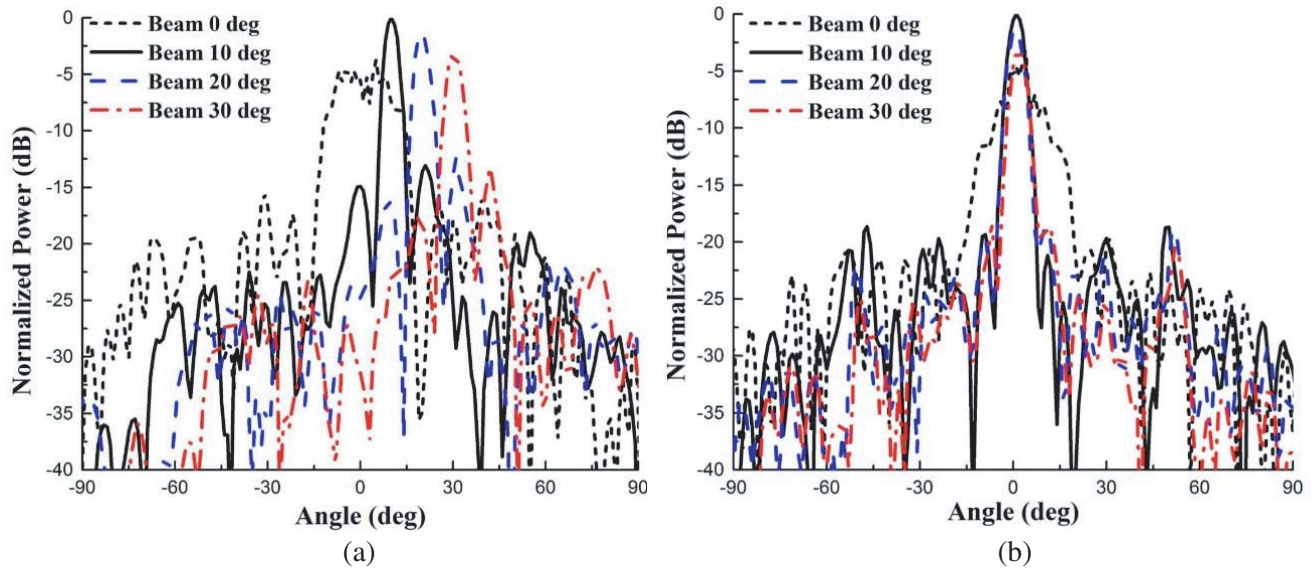 Normalized Power (dB)
0
-5
-10
-15
-20
-25
-30
-35
-40
Beam 0 deg
Beam 10 deg
Beam 20 deg
Beam 30 deg
-90 -60 -30 0 30 60 90
Angle (deg)
(a)
Normalized Power (dB)
0
-5
-10
-15
-20
-25
-30
-35
-40
Beam 0 deg
Beam 10 deg
Beam 20 deg
Beam 30 deg
-90 -60 -30 0 30 60 90
Angle (deg)
(b)